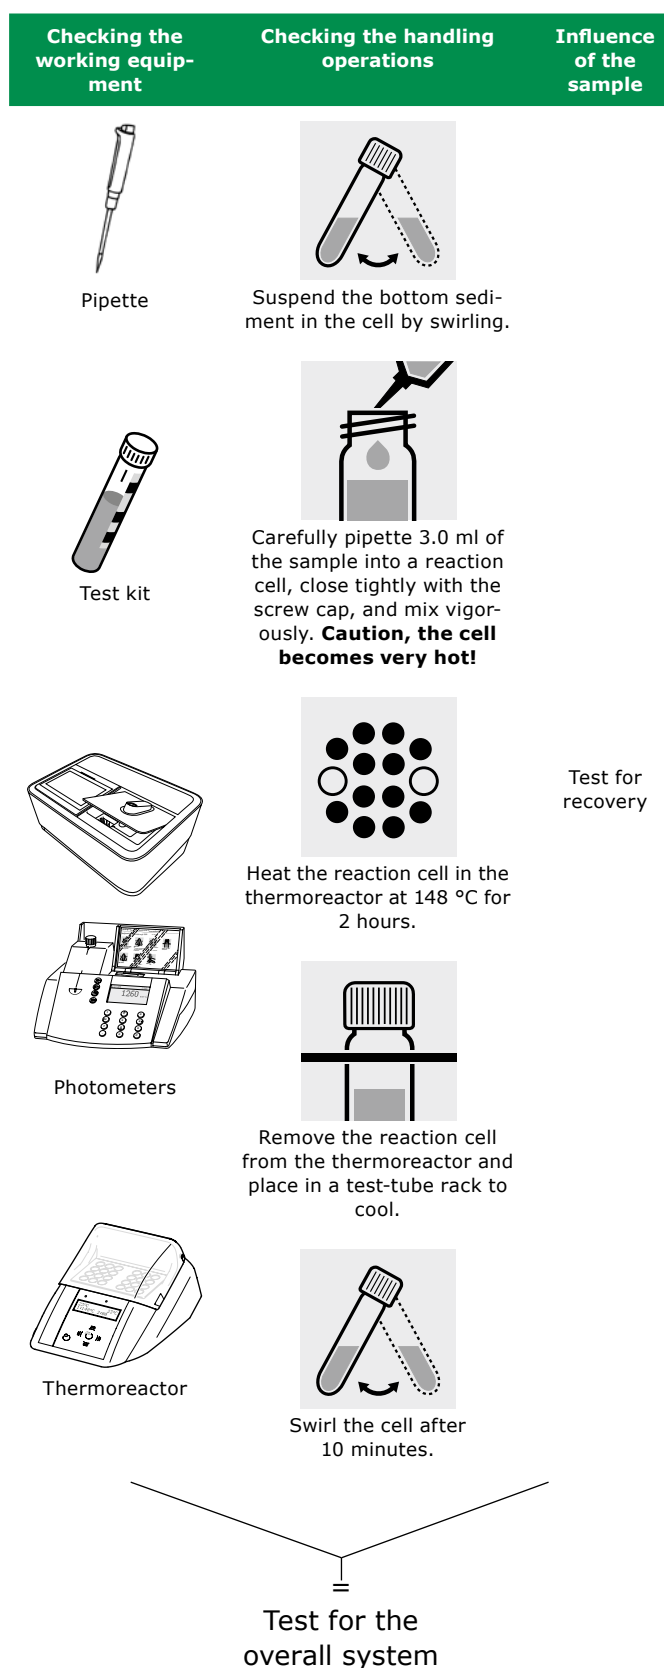 Checking the
working equip-
ment
Checking the handling
operations
Influence
of the
sample
Pipette
Suspend the bottom sedi-
ment in the cell by swirling.
Test kit
Carefully pipette 3.0 ml of
the sample into a reaction
cell, close tightly with the
screw cap, and mix vigor-
ously. Caution, the cell
becomes very hot!
Heat the reaction cell in the
thermoreactor at 148 °C for
2 hours.
Test for
recovery
1260
Photometers
Remove the reaction cell
from the thermoreactor and
place in a test-tube rack to
cool.
Thermoreactor
Swirl the cell after
10 minutes.
=
Test for the
overall system